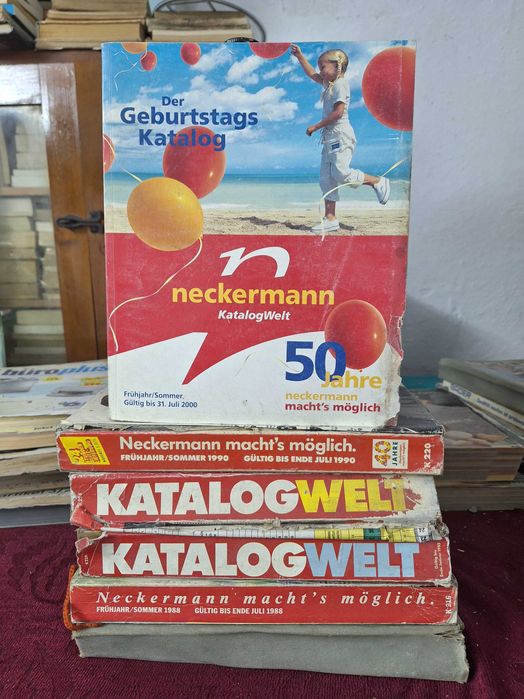 Der
Geburtstags
Katalog
n
neckermann
KatalogWelt
50
Jahre
neckermann
macht's möglich
Frühjahr/Sommer.
Gültig bis 31. Juli 2000
büroplus
Neckermann macht's möglich.
FRÜHJAHR/SOMMER 1990 GÜLTIG BIS ENDE JULI 1990
40
JAHRE
K 220
KATALOGWELT
KATALOGWELT
Neckermann macht's möglich.
FRÜHJAHR/SOMMER 1988 GÜLTIG BIS ENDE JULI 1988
K 216